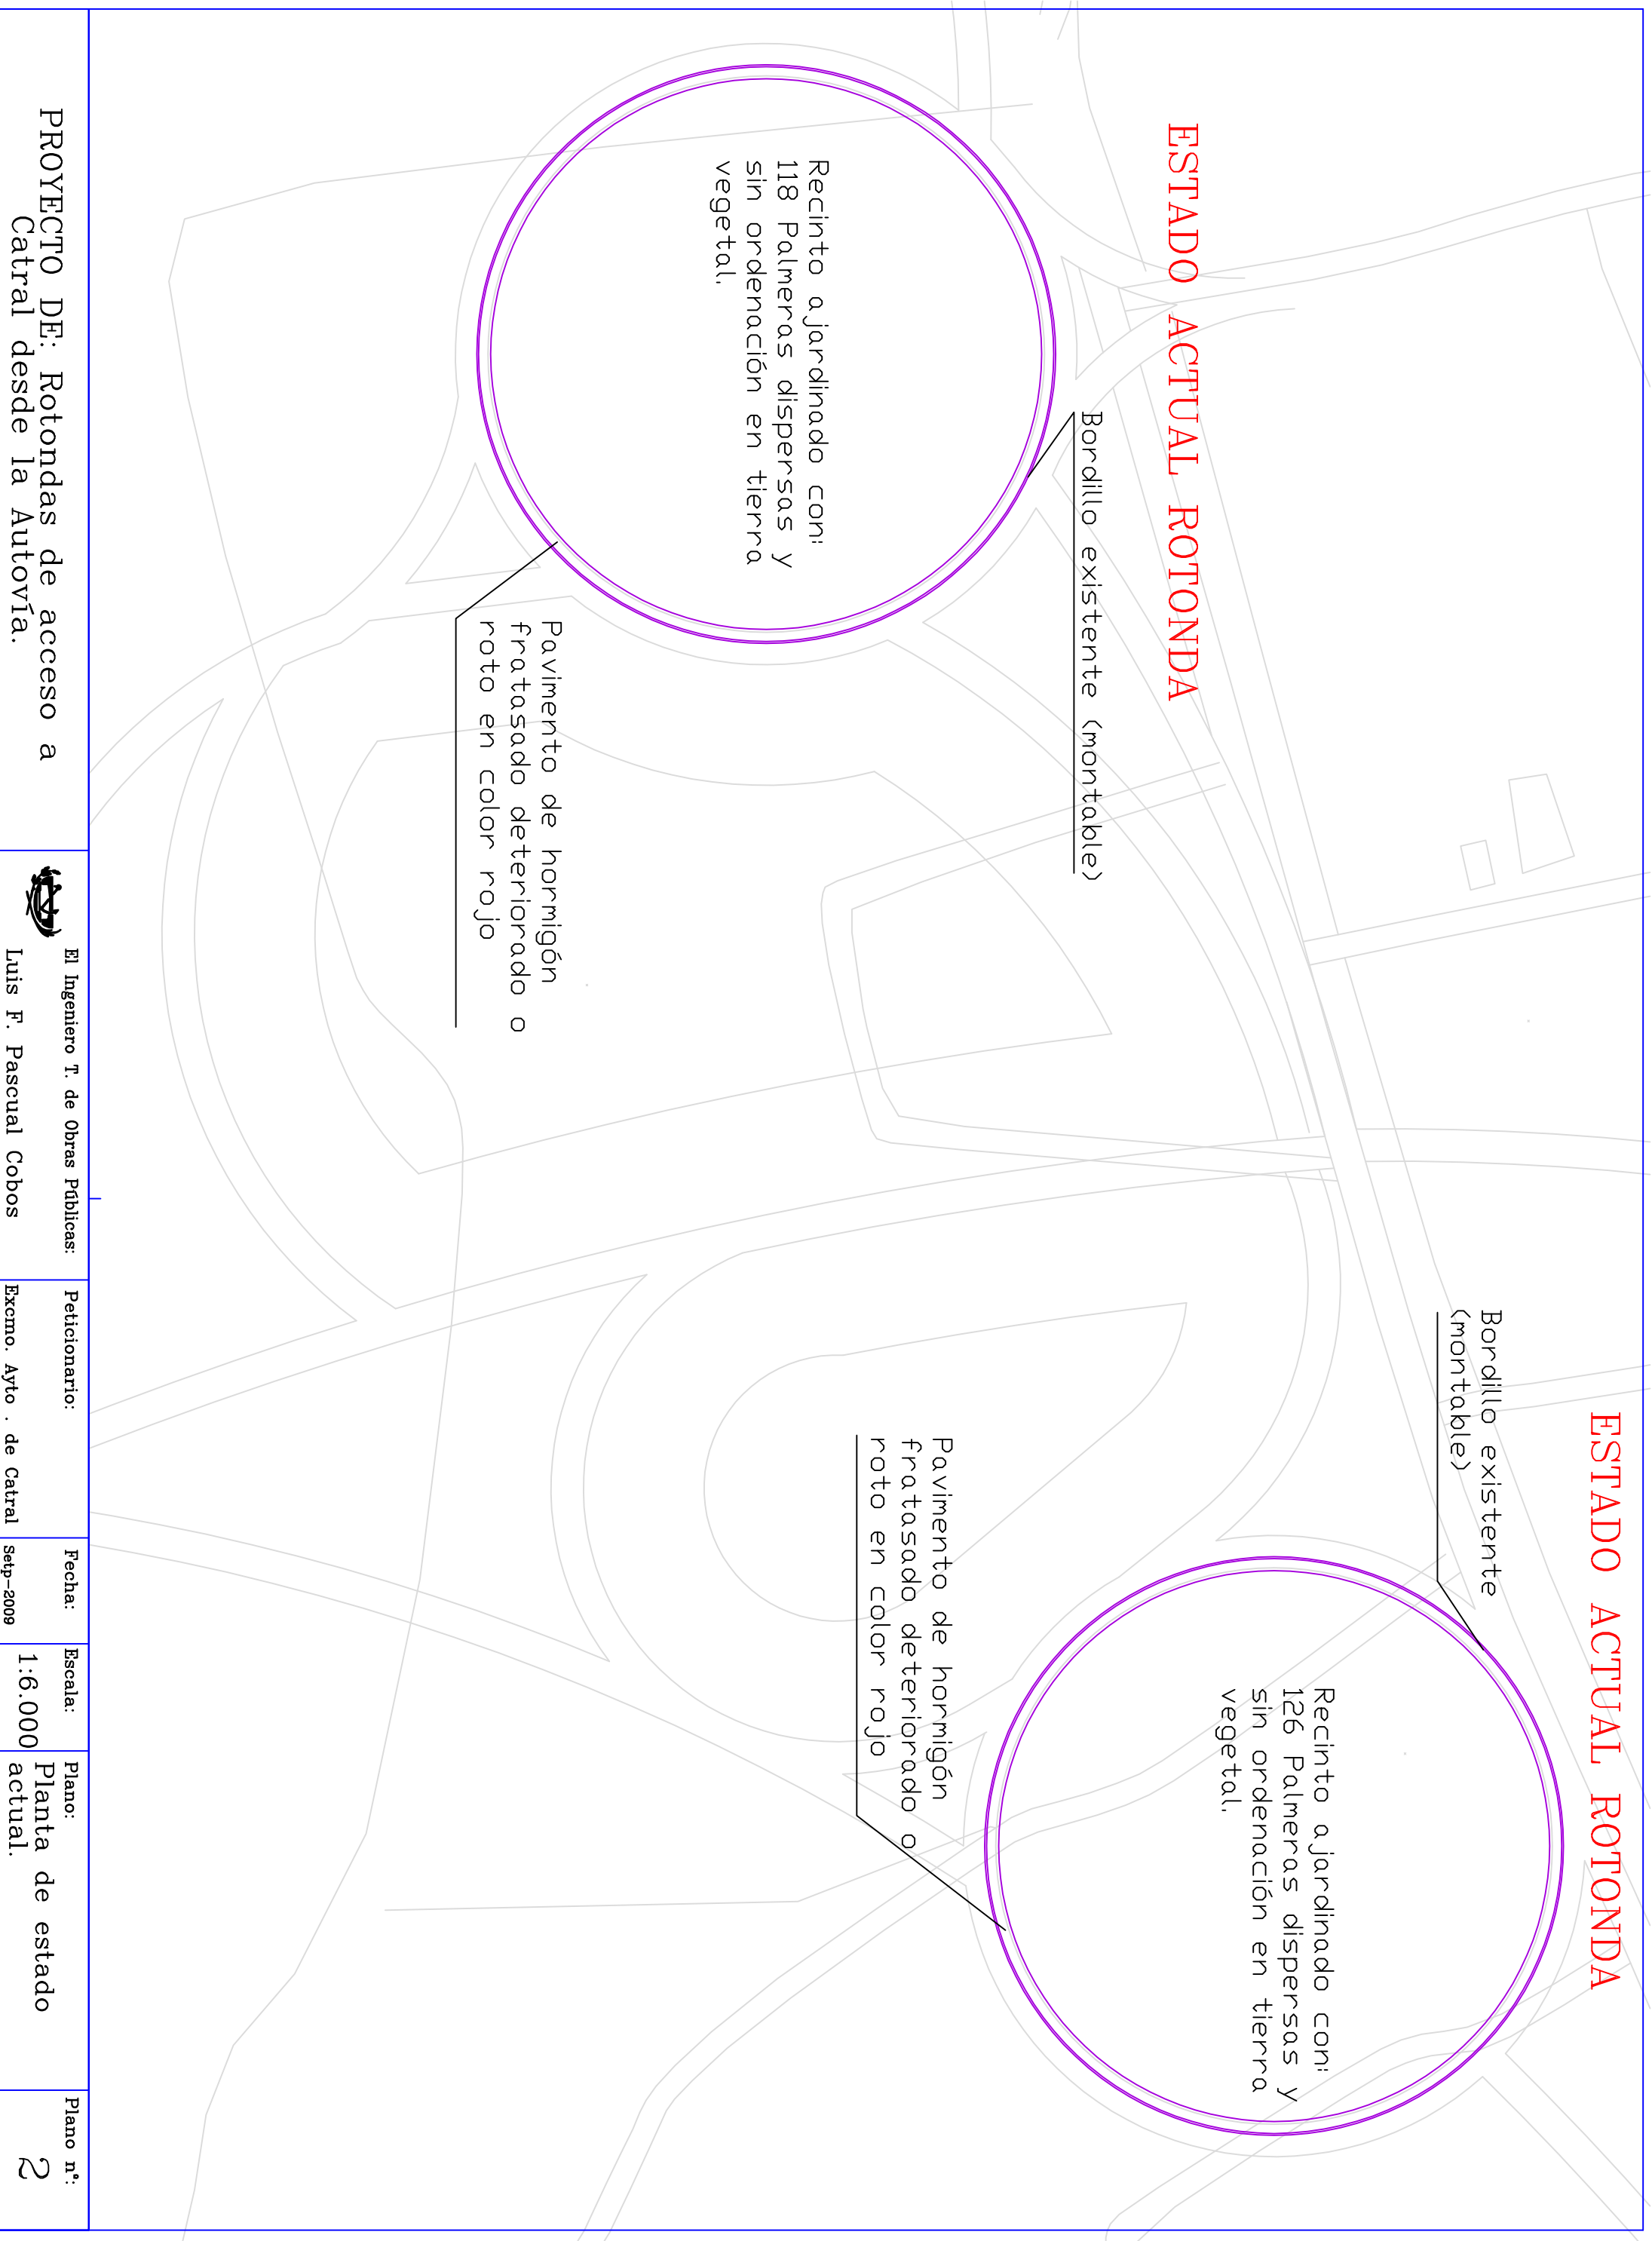 ESTADO ACTUAL ROTONDA
Bordillo existente (montable)
Recinto ajardinado con:
118 Palmeras dispersas y
sin ordenación en tierra
vegetal.
Pavimento de hormigón
fratasado deteriorado o
roto en color rojo
ESTADO ACTUAL ROTONDA
Bordillo existente
(montable)
Recinto ajardinado con:
126 Palmeras dispersas y
sin ordenación en tierra
vegetal.
Pavimento de hormigón
fratasado deteriorado o
roto en color rojo
PROYECTO DE: Rotondas de acceso a
Catral desde la Autovía.
El Ingeniero T. de Obras Públicas:
Luis F. Pascual Cobos
Peticionario:
Excmo. Ayto . de Catral
Fecha:
Setp-2009
Escala:
1:6.0000
Plano:
Planta de estado
actual.
Plano nº:
2